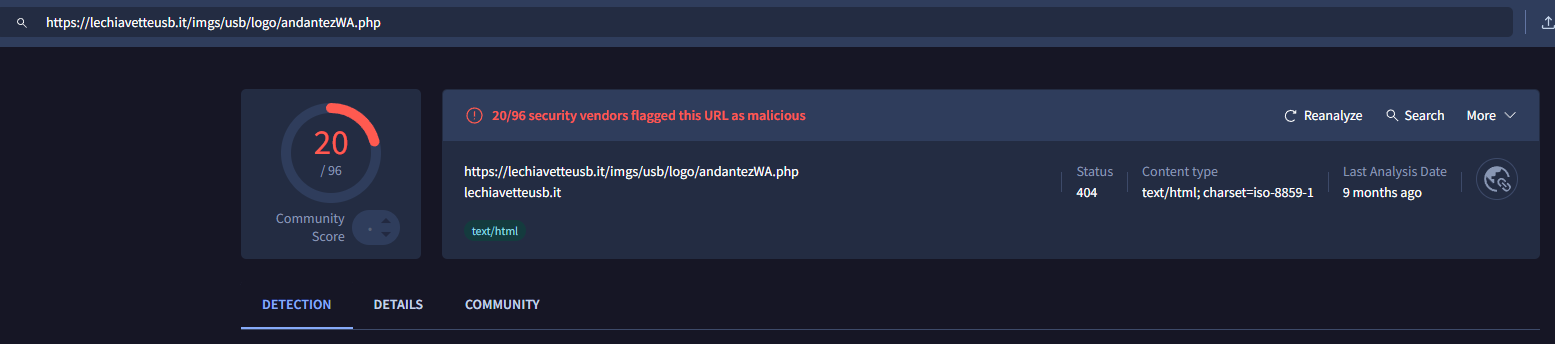 https://lechiavetteusb.it/imgs/usb/logo/andantezWA.php
20
/ 96
Community
Score
20/96 security vendors flagged this URL as malicious
Reanalyze
Search
More
https://lechiavetteusb.it/imgs/usb/logo/andantezWA.php
lechiavetteusb.it
text/html
Status
404
Content type
text/html; charset=iso-8859-1
Last Analysis Date
9 months ago
DETECTION
DETAILS
COMMUNITY